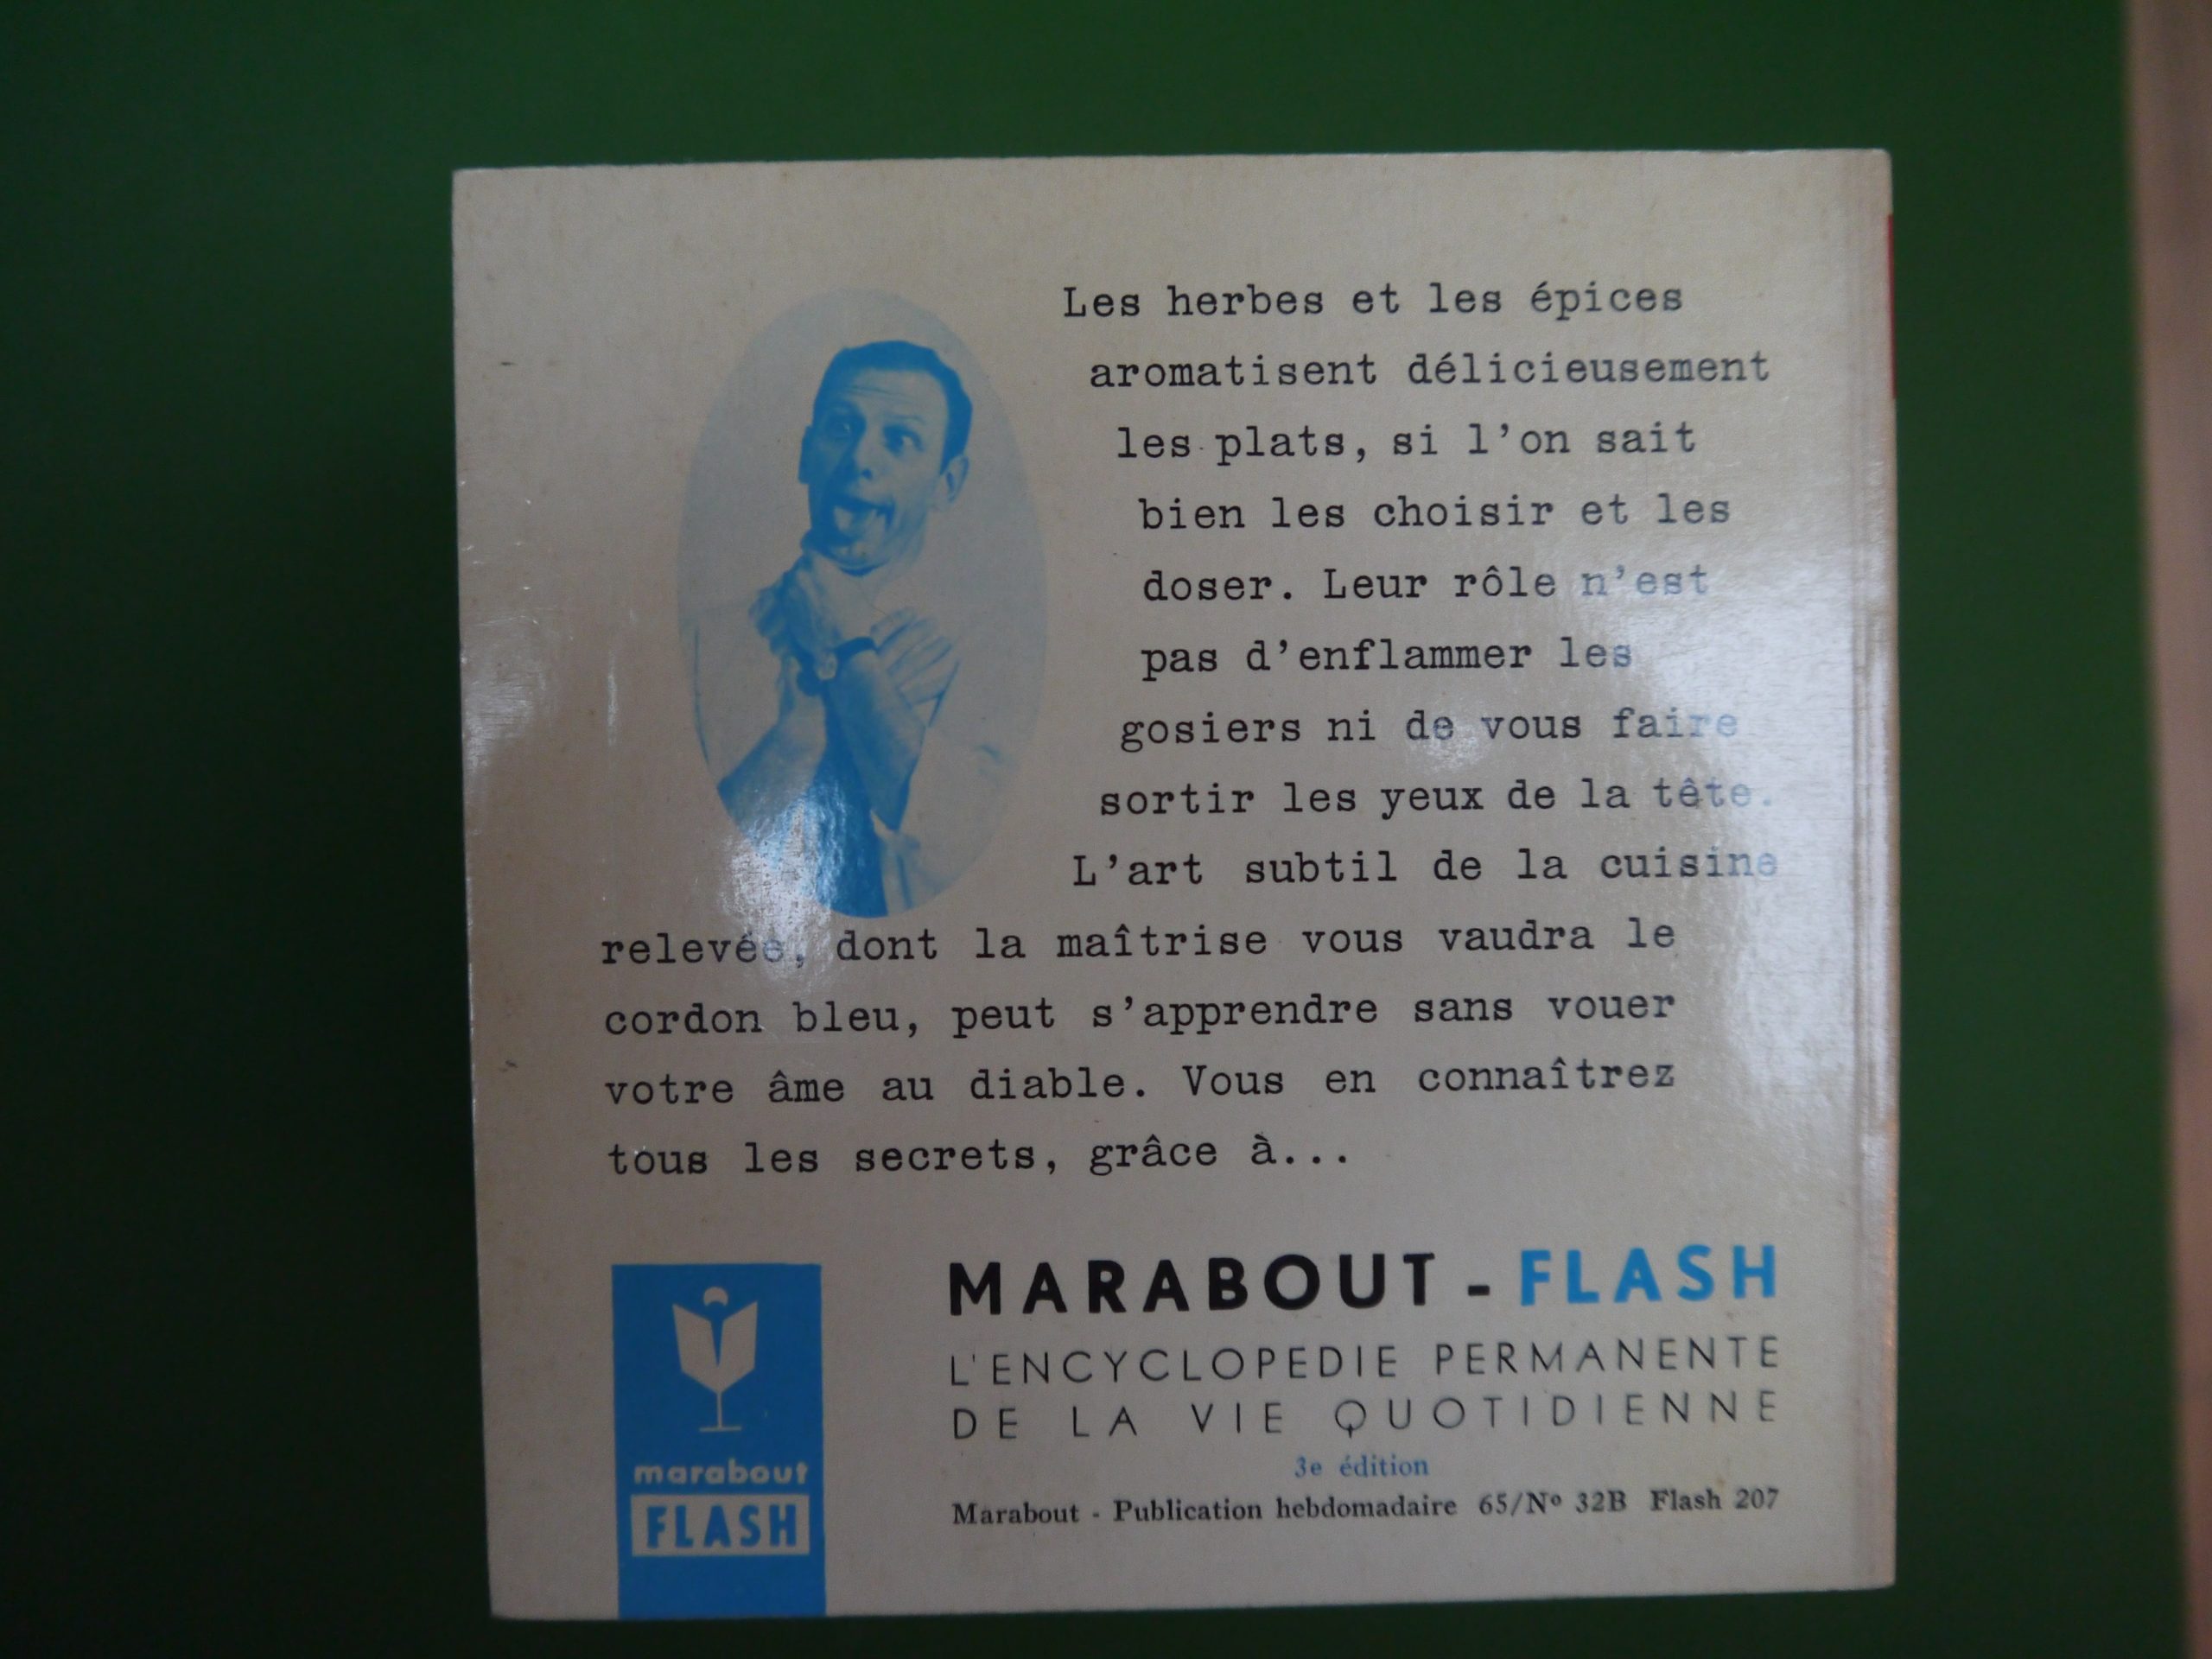 Les herbes et les épices
aromatisent délicieusement
les plats, si l'on sait
bien les choisir et les
doser. Leur rôle n'est
pas d'enflammer les
gosiers ni de vous faire
sortir les yeux de la tête.
L'art subtil de la cuisine
relevée, dont la maîtrise vous vaudra le
cordon bleu, peut s'apprendre sans vouer
votre âme au diable. Vous en connaîtrez
tous les secrets, grâce à...
MARABOUT - FLASH
L'ENCYCLOPEDIE PERMANENTE
DE LA VIE QUOTIDIENNE
3e édition
Marabout - Publication hebdomadaire 65/Nº 32B Flash 207
marabout
FLASH